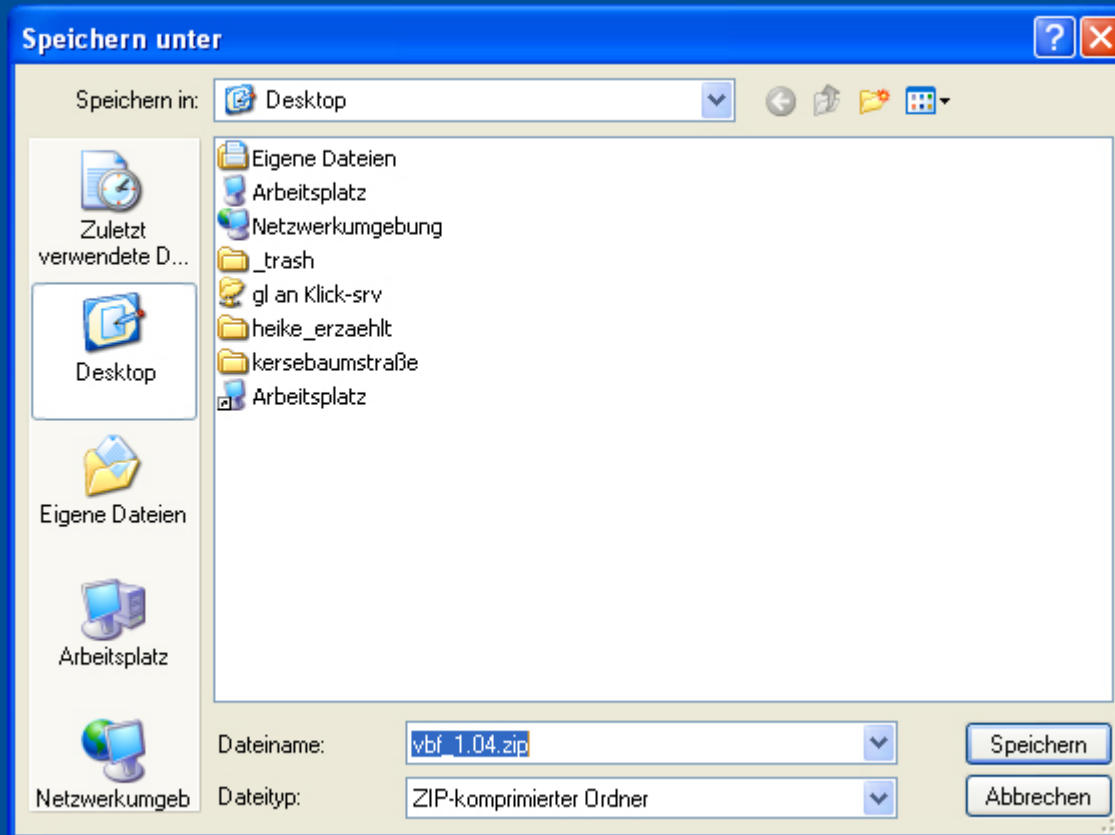 Speichern unter
Speichern in:
Desktop
Zuletzt
verwendete D...
Desktop
Eigene Dateien
Arbeitsplatz
Netzwerkumgeb
Eigene Dateien
Arbeitsplatz
Netzwerkumgebung
_trash
gl an Klick-srv
heike_erzaehlt
kersebaumstraße
Arbeitsplatz
Dateiname:
vbf_1.04.zip
Speichern
Dateityp:
ZIP-komprimierter Ordner
Abbrechen